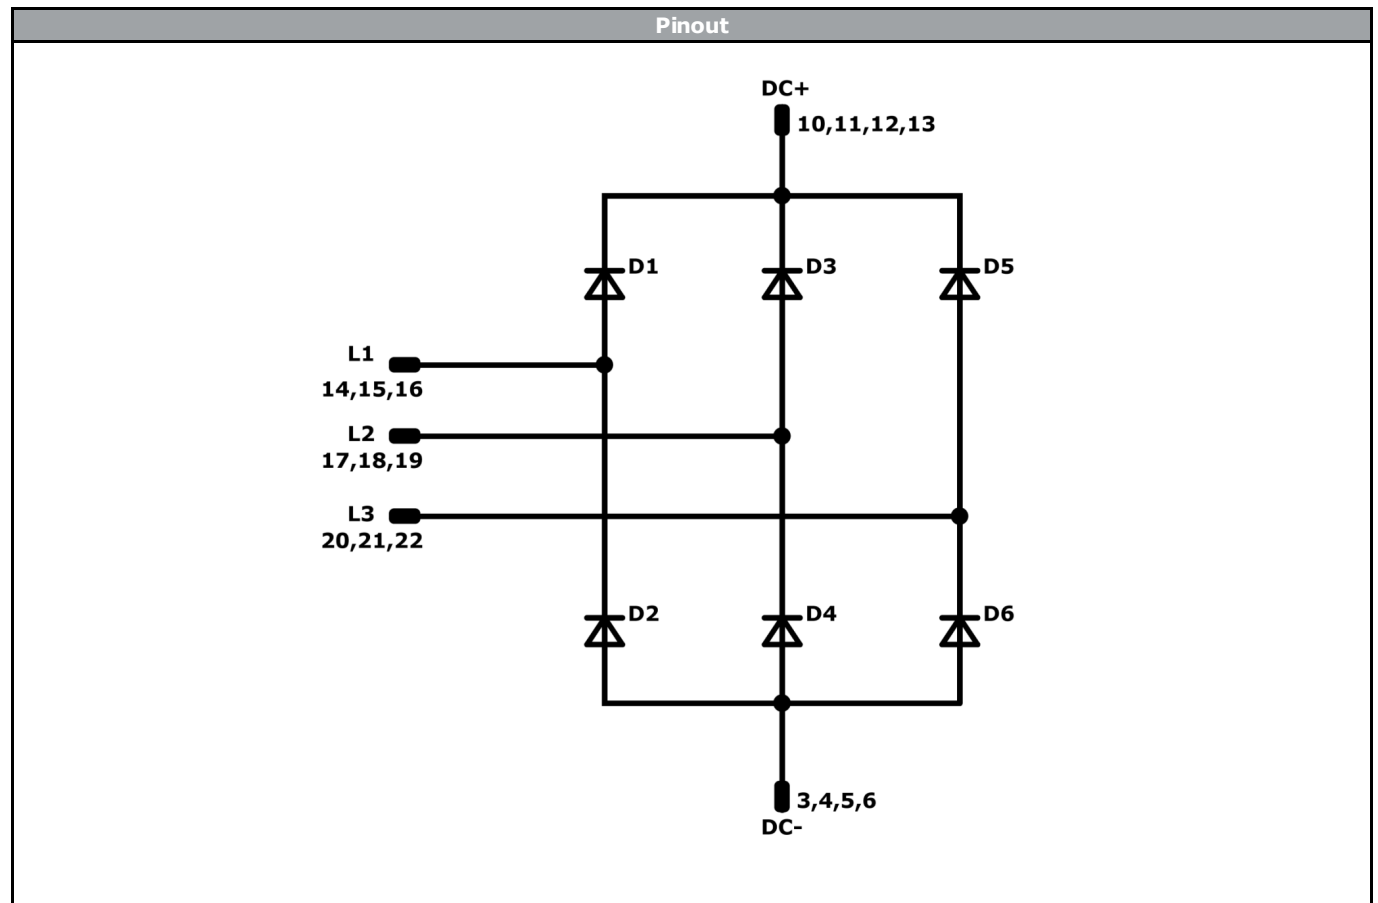 Pinout
DC+
10,11,12,13
D1
D3
D5
L1
14,15,16
L2
17,18,19
L3
20,21,22
D2
D4
D6
3,4,5,6
DC-